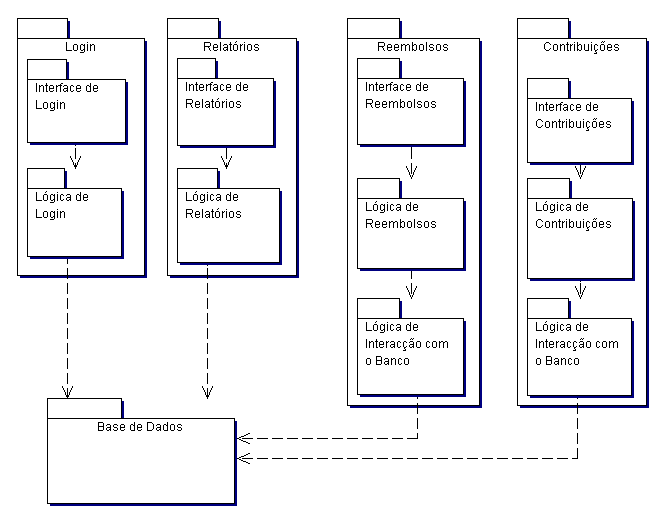 Login
Interface de
Login
Lógica de
Login
Relatórios
Interface de
Relatórios
Lógica de
Relatórios
Reembolsos
Interface de
Reembolsos
Lógica de
Reembolsos
Lógica de
Interacção com
o Banco
Contribuições
Interface de
Contribuições
Lógica de
Contribuições
Lógica de
Interacção com
o Banco
Base de Dados